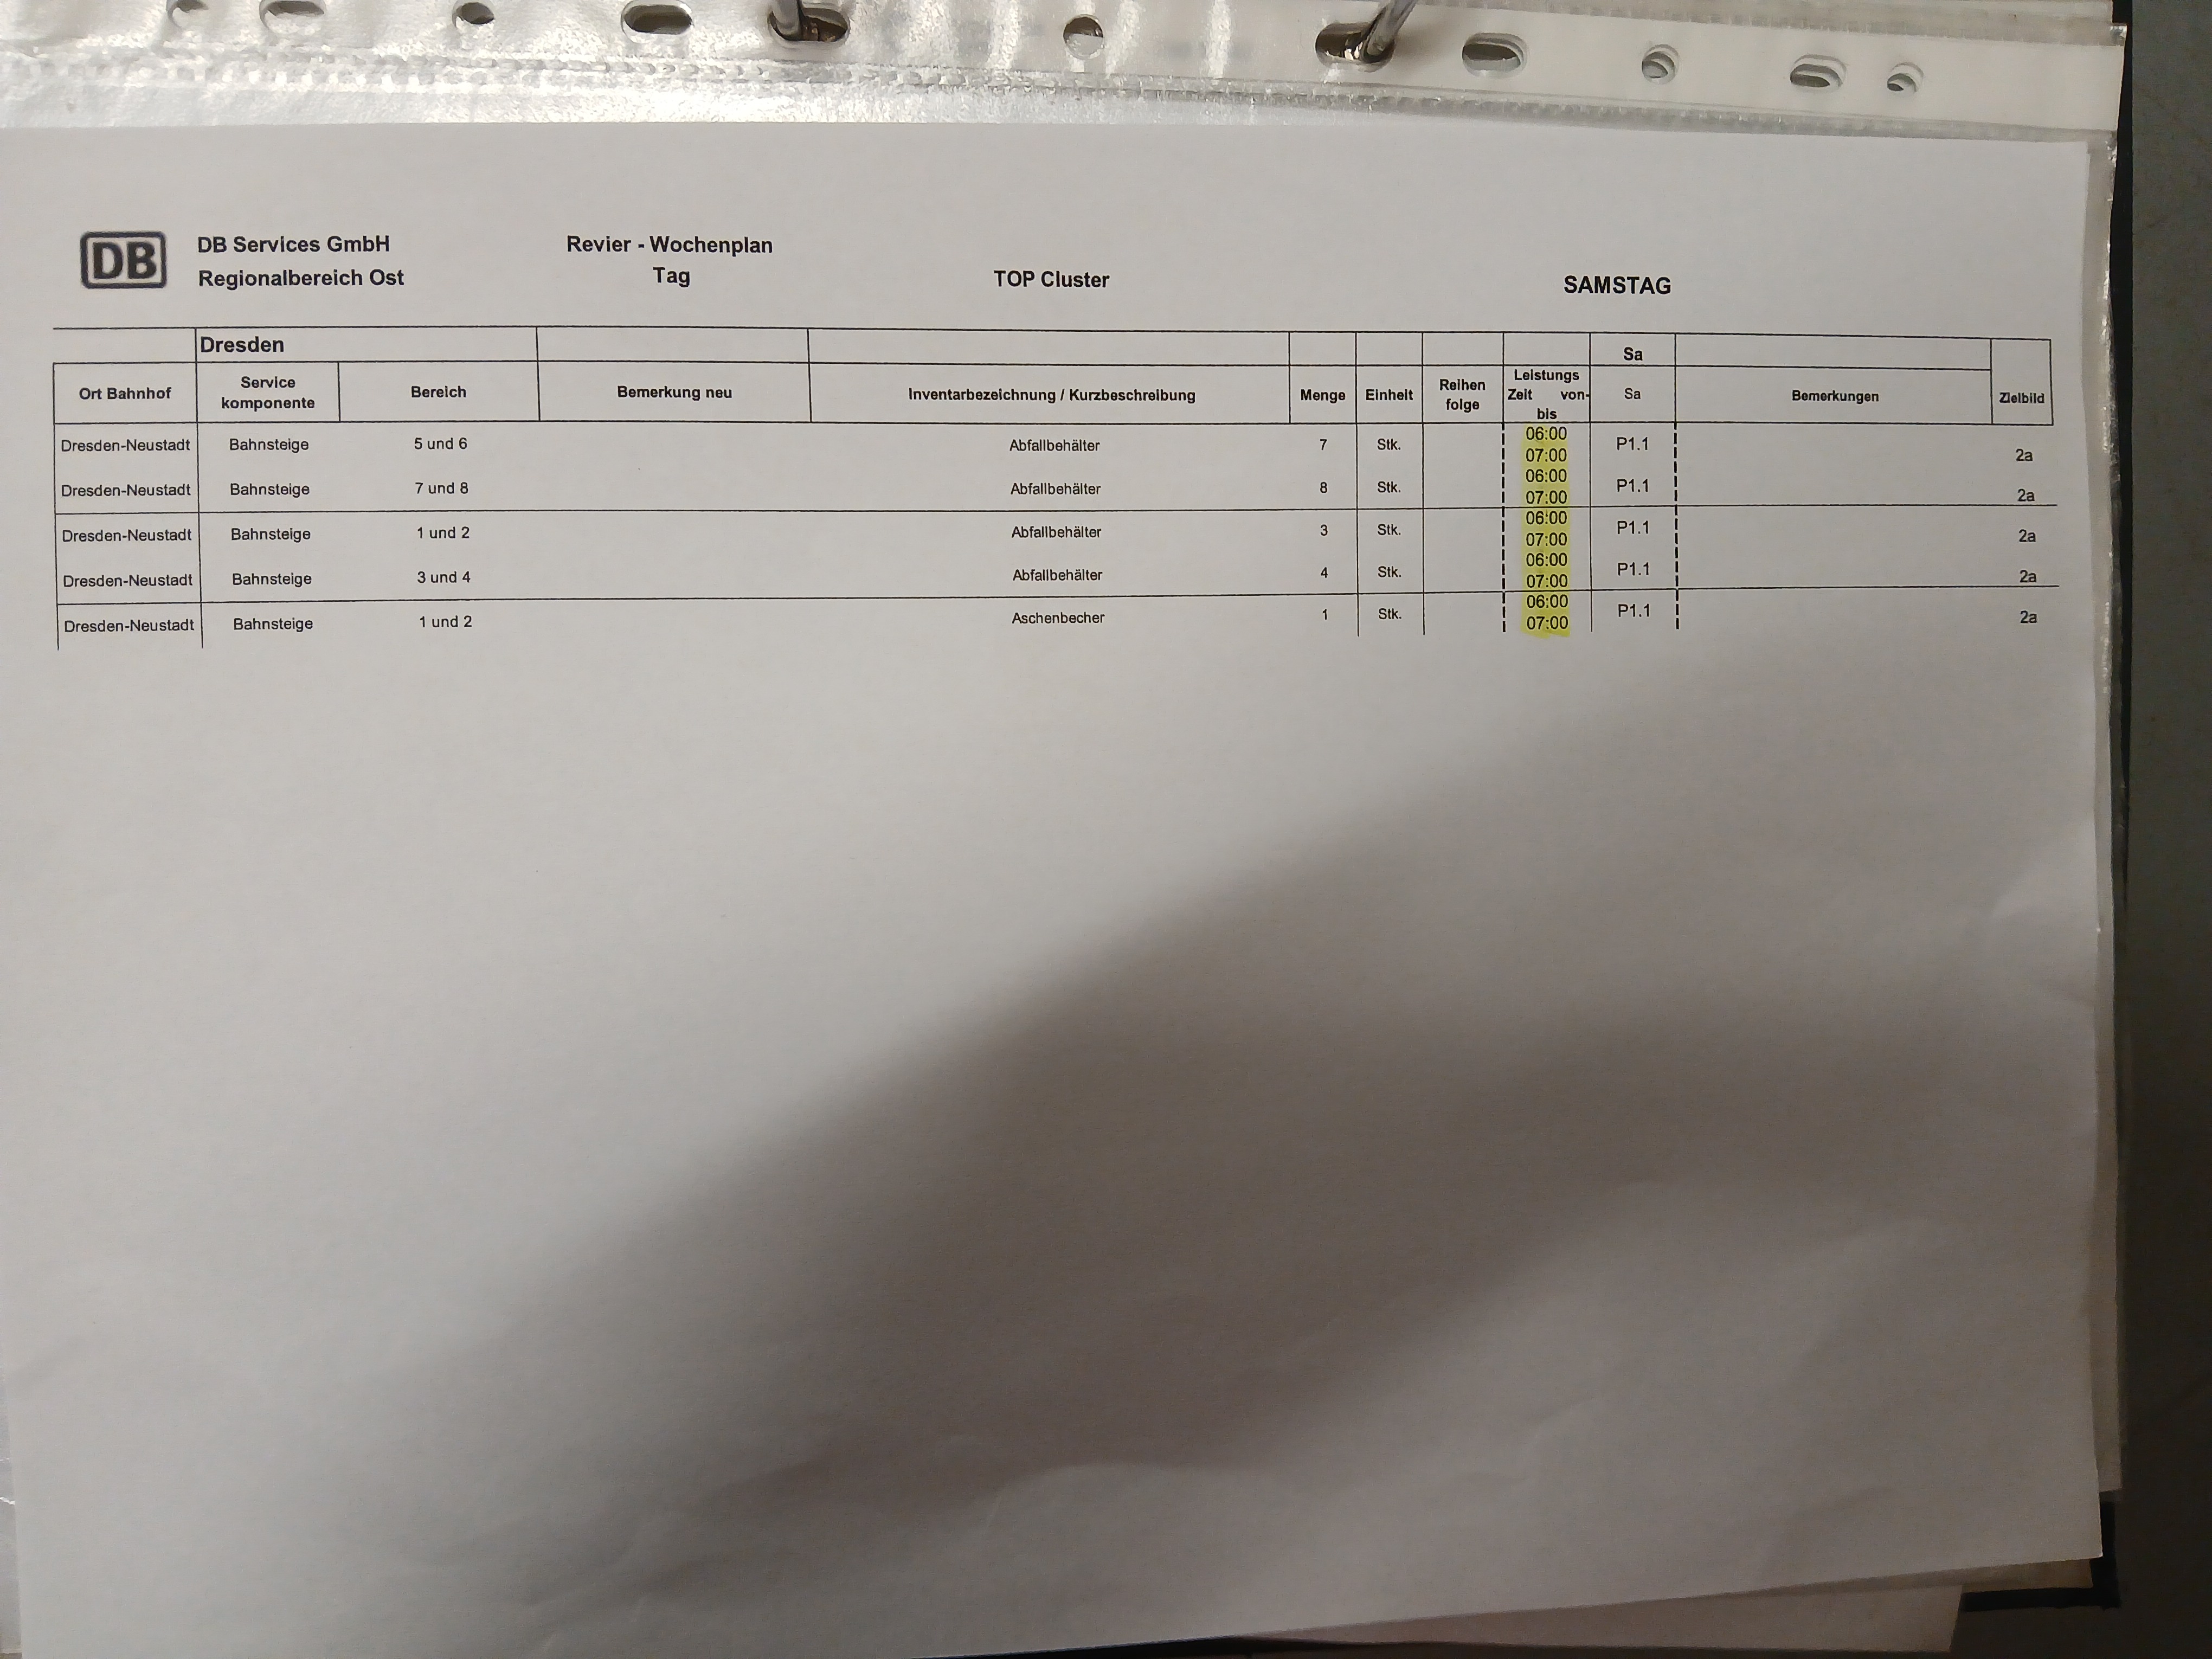 DB
DB Services GmbH
Regionalbereich Ost
Revier - Wochenplan
Tag
TOP Cluster
SAMSTAG
Dresden
Sa
Ort Bahnhof
Service
komponente
Bereich
Bemerkung neu
Inventarbezeichnung / Kurzbeschreibung
Menge
Einheit
Reihen
folge
Leistungs
Zeit von-
bis
Sa
Bemerkungen
Zielbild
Dresden-Neustadt Bahnsteige 5 und 6 Abfallbehälter 7 Stk. 06:00 07:00 P1.1 2a
Dresden-Neustadt Bahnsteige 7 und 8 Abfallbehälter 8 Stk. 06:00 07:00 P1.1 2a
Dresden-Neustadt Bahnsteige 1 und 2 Abfallbehälter 3 Stk. 06:00 07:00 P1.1 2a
Dresden-Neustadt Bahnsteige 3 und 4 Abfallbehälter 4 Stk. 06:00 07:00 P1.1 2a
Dresden-Neustadt Bahnsteige 1 und 2 Aschenbecher 1 Stk. 06:00 07:00 P1.1 2a